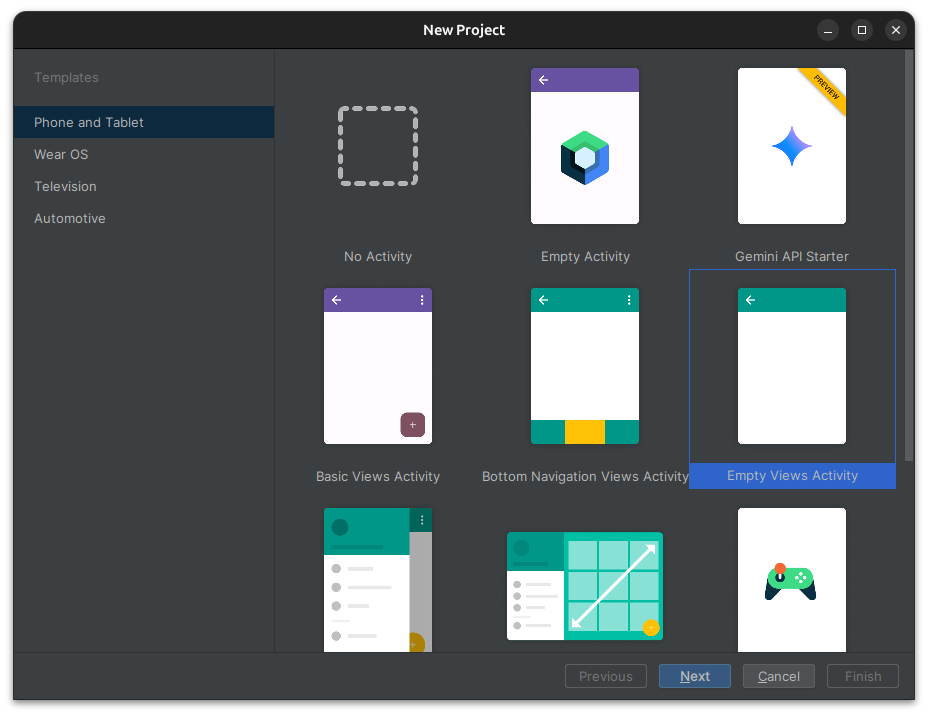 New Project
Templates
Phone and Tablet
Wear OS
Television
Automotive
PREVIEW
No Activity
Empty Activity
Gemini API Starter
Basic Views Activity
Bottom Navigation Views Activity
Empty Views Activity
Previous
Next
Cancel
Finish